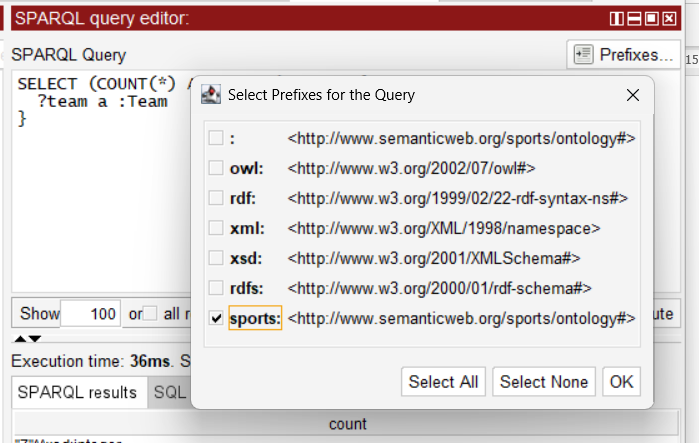 SPARQL query editor:
SPARQL Query
Prefixes...
15
SELECT (COUNT(*) A
?team a :Team
}
Select Prefixes for the Query
: <http://www.semanticweb.org/sports/ontology#>
owl: <http://www.w3.org/2002/07/owl#>
rdf: <http://www.w3.org/1999/02/22-rdf-syntax-ns#>
xml: <http://www.w3.org/XML/1998/namespace>
xsd: <http://www.w3.org/2001/XMLSchema#>
rdfs: <http://www.w3.org/2000/01/rdf-schema#>
sports: <http://www.semanticweb.org/sports/ontology#>
Select All Select None OK
Show 100 or all r ute
Execution time: 36ms. S
SPARQL results SQL
count